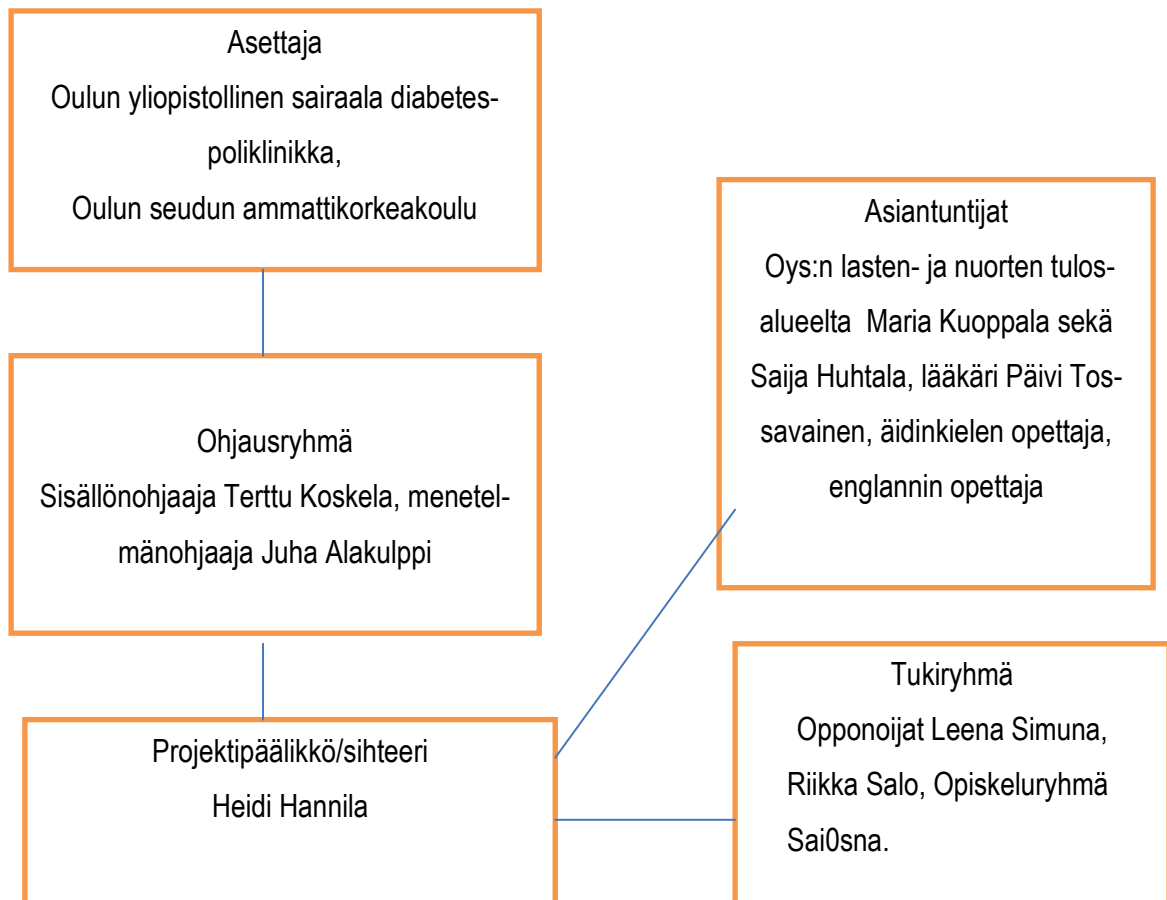 Asettaja
Oulun yliopistollinen sairaala diabetes-
poliklinikka,
Oulun seudun ammattikorkeakoulu
Ohjausryhmä
Sisällönohjaaja Terttu Koskela, menetel-
mänohjaaja Juha Alakulppi
Projektipäälikkö/sihteeri
Heidi Hannila
Asiantuntijat
Oys:n lasten- ja nuorten tulos-
alueelta Maria Kuoppala sekä
Saija Huhtala, lääkäri Päivi Tos-
savainen, äidinkielen opettaja,
englannin opettaja
Tukiryhmä
Opponoijat Leena Simuna,
Riikka Salo, Opiskeluryhmä
Sai0sna.